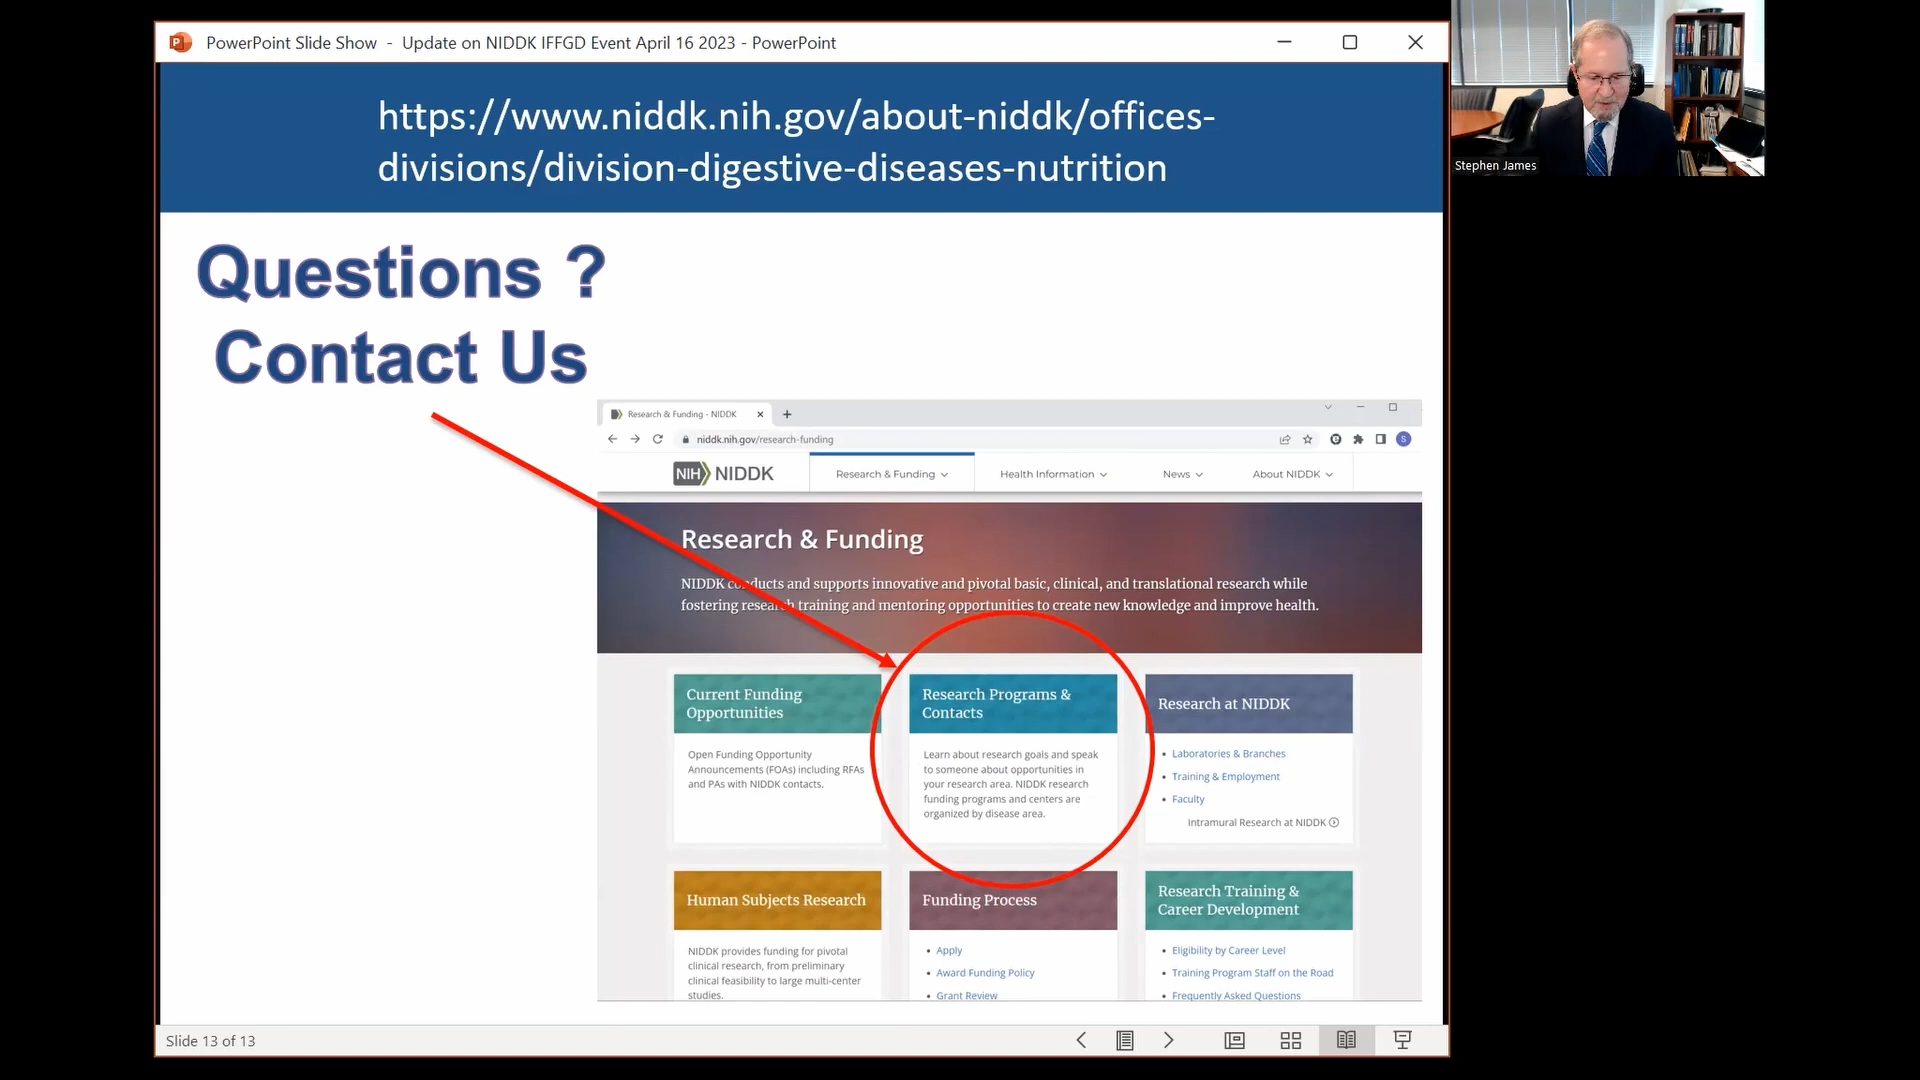 PowerPoint Slide Show - Update on NIDDK IFFGD Event April 16 2023 - PowerPoint
https://www.niddk.nih.gov/about-niddk/offices-
divisions/division-digestive-diseases-nutrition
Stephen James
Questions ?
Contact Us
Research & Funding - NIDDK
niddk.nih.gov/research-funding
S
NIH NIDDK
Research & Funding
Health Information
News
About NIDDK
Research & Funding
NIDDK conducts and supports innovative and pivotal basic, clinical, and translational research while
fostering research training and mentoring opportunities to create new knowledge and improve health.
Current Funding
Opportunities
Open Funding Opportunity
Announcements (FOAs) including RFAs
and PAs with NIDDK contacts.
Research Programs &
Contacts
Learn about research goals and speak
to someone about opportunities in
your research area. NIDDK research
funding programs and centers are
organized by disease area.
Research at NIDDK
• Laboratories & Branches
• Training & Employment
• Faculty
Intramural Research at NIDDK
Human Subjects Research
NIDDK provides funding for pivotal
clinical research, from preliminary
clinical feasibility to large multi-center
studies.
Funding Process
• Apply
• Award Funding Policy
• Grant Review
Research Training &
Career Development
• Eligibility by Career Level
• Training Program Staff on the Road
• Frequently Asked Questions
Slide 13 of 13